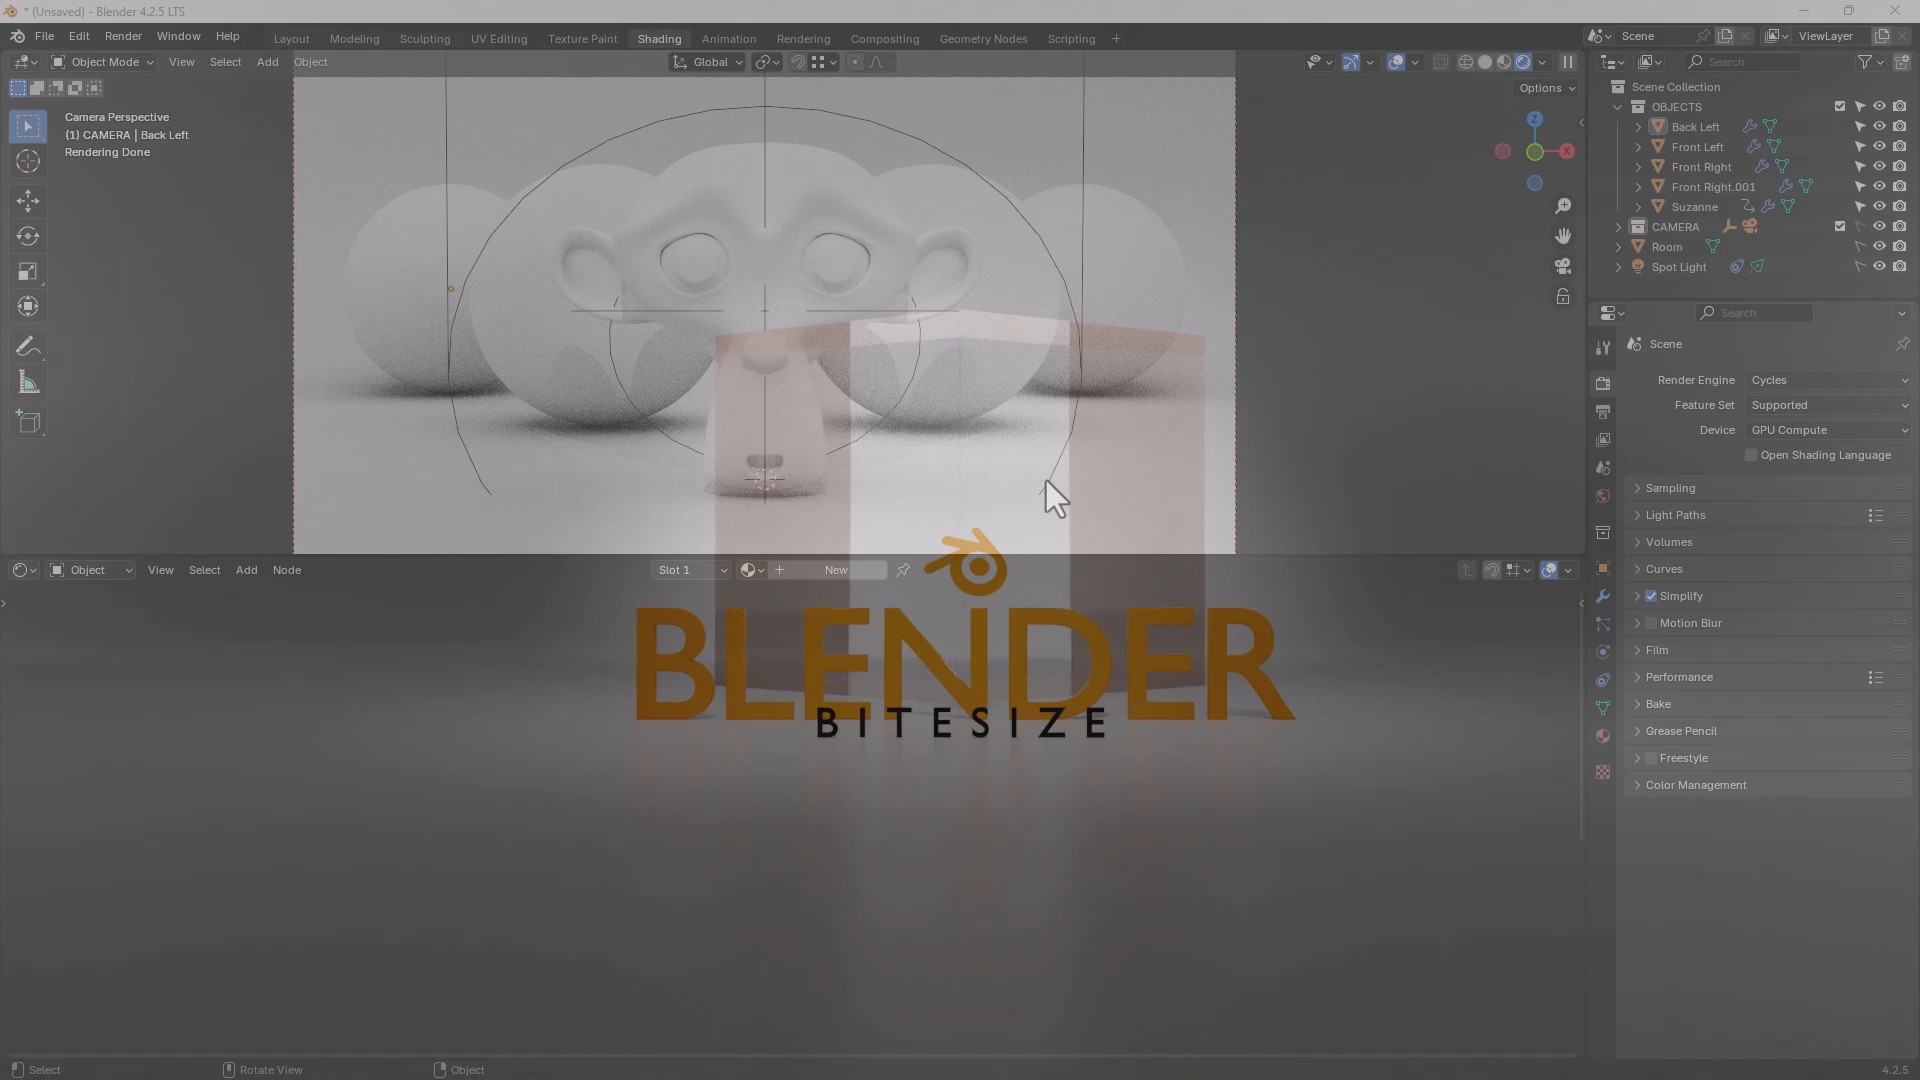 * (Unsaved) - Blender 4.2.5 LTS
File Edit Render Window Help
Layout Modeling Sculpting UV Editing Texture Paint Shading Animation Rendering Compositing Geometry Nodes Scripting +
Scene
ViewLayer
Object Mode View Select Add Object
Global
Search
Options
Camera Perspective
(1) CAMERA | Back Left
Rendering Done
Z
X
Scene Collection
OBJECTS
Back Left
Front Left
Front Right
Front Right.001
Suzanne
CAMERA
Room
Spot Light
Search
Scene
Render Engine Cycles
Feature Set Supported
Device GPU Compute
Open Shading Language
Sampling
Light Paths
Volumes
Curves
Simplify
Motion Blur
Film
Performance
Bake
Grease Pencil
Freestyle
Color Management
Object View Select Add Node
Slot 1
New
BLENDER
BITESIZE
Select
Rotate View
Object
4.2.5